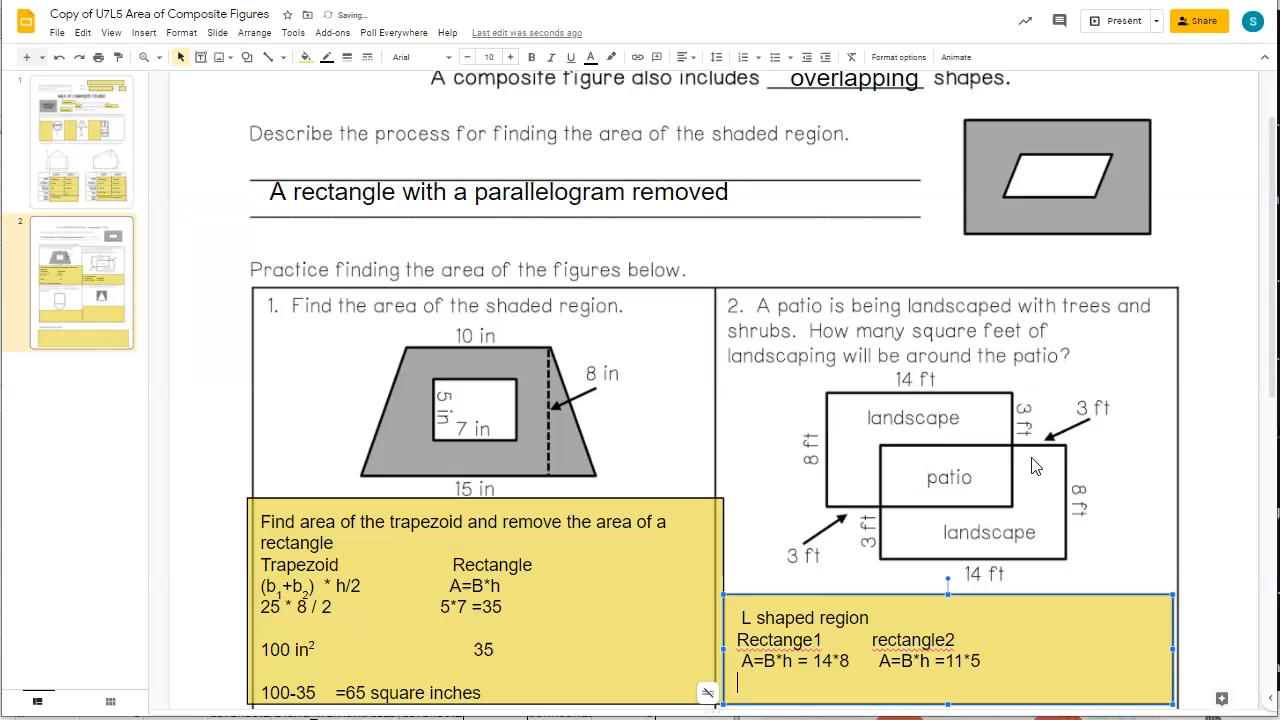 Copy of U7L5 Area of Composite Figures
Saving...
File Edit View Insert Format Slide Arrange Tools Add-ons Poll Everywhere Help Last edit was seconds ago
Present
Share
S
Arial
10
B I U A
Format options
Animate
1
2
A composite figure also includes overlapping shapes.
Describe the process for finding the area of the shaded region.
A rectangle with a parallelogram removed
Practice finding the area of the figures below.
1. Find the area of the shaded region.
10 in
8 in
5 in
7 in
15 in
Find area of the trapezoid and remove the area of a
rectangle
Trapezoid Rectangle
(b₁+b₂) * h/2 A=B*h
25 * 8 / 2 5*7 =35
100 in² 35
100-35 =65 square inches
2. A patio is being landscaped with trees and
shrubs. How many square feet of
landscaping will be around the patio?
14 ft
3 ft
3 ft
landscape
8 ft
patio
8 ft
landscape
3 ft
3 ft
14 ft
L shaped region
Rectange1 rectangle2
A=B*h = 14*8 A=B*h =11*5